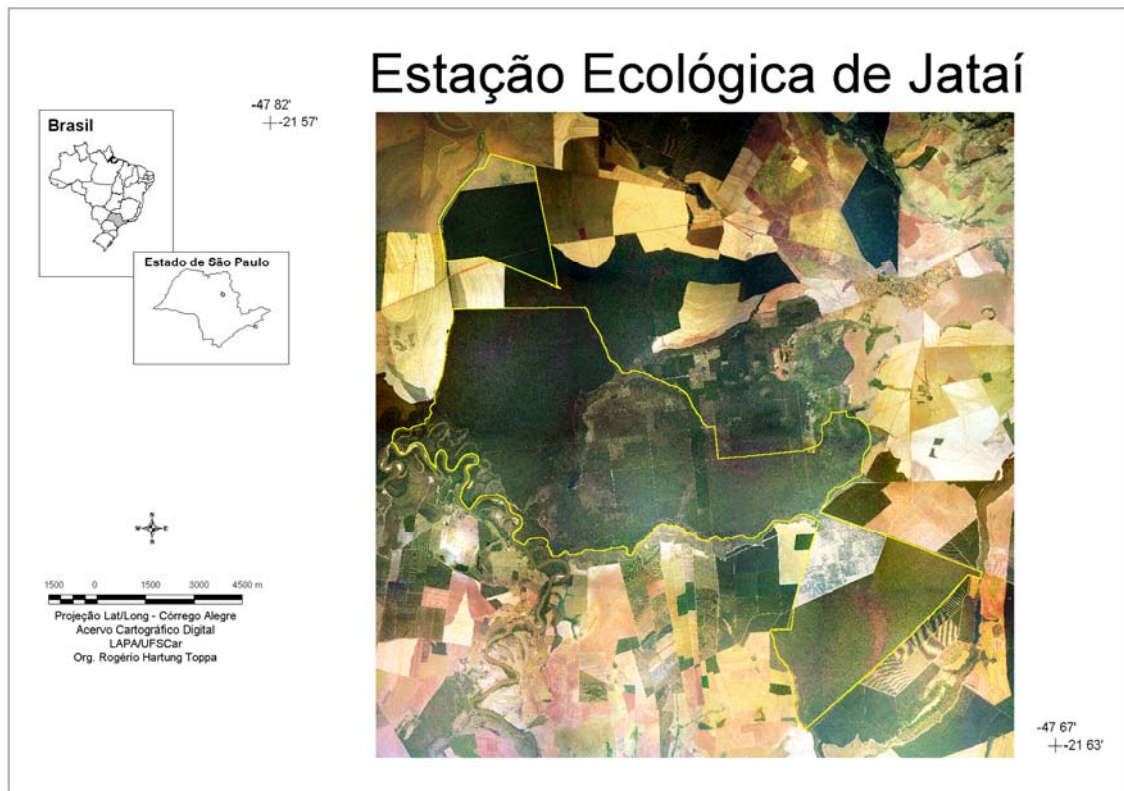 Estação Ecológica de Jataí
-47 82'
-21 57'
Brasil
Estado de São Paulo
N
W E
S
1500 0 1500 3000 4500 m
Projeção Lat/Long - Córrego Alegre
Acervo Cartográfico Digital
LAPA/UFSCar
Org. Rogério Hartung Toppa
-47 67'
-21 63'